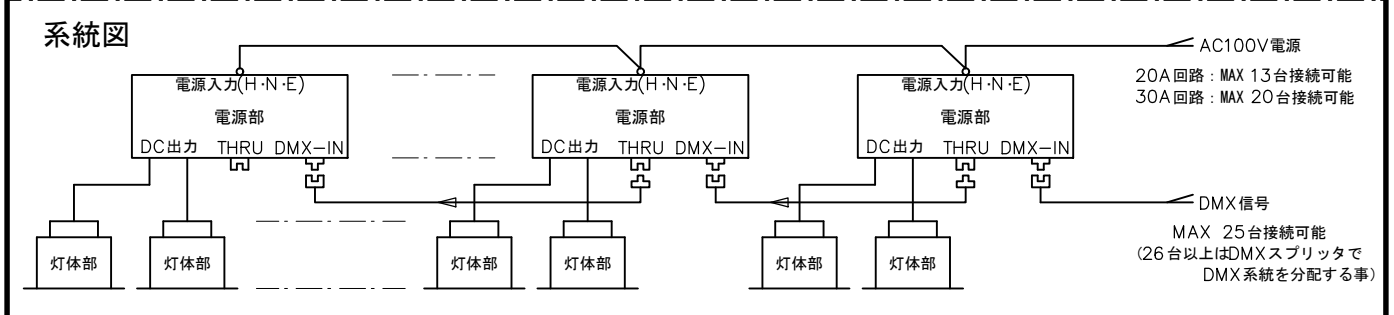 系統図
電源入力(H・N・E)
電源部
DC出力 THRU DMX-IN
灯体部 灯体部
電源入力(H・N・E)
電源部
DC出力 THRU DMX-IN
灯体部 灯体部
電源入力(H・N・E)
電源部
DC出力 THRU DMX-IN
灯体部 灯体部
AC100V電源
20A回路:MAX 13台接続可能
30A回路:MAX 20台接続可能
DMX信号
MAX 25台接続可能
(26台以上はDMXスプリッタで
DMX系統を分配する事)